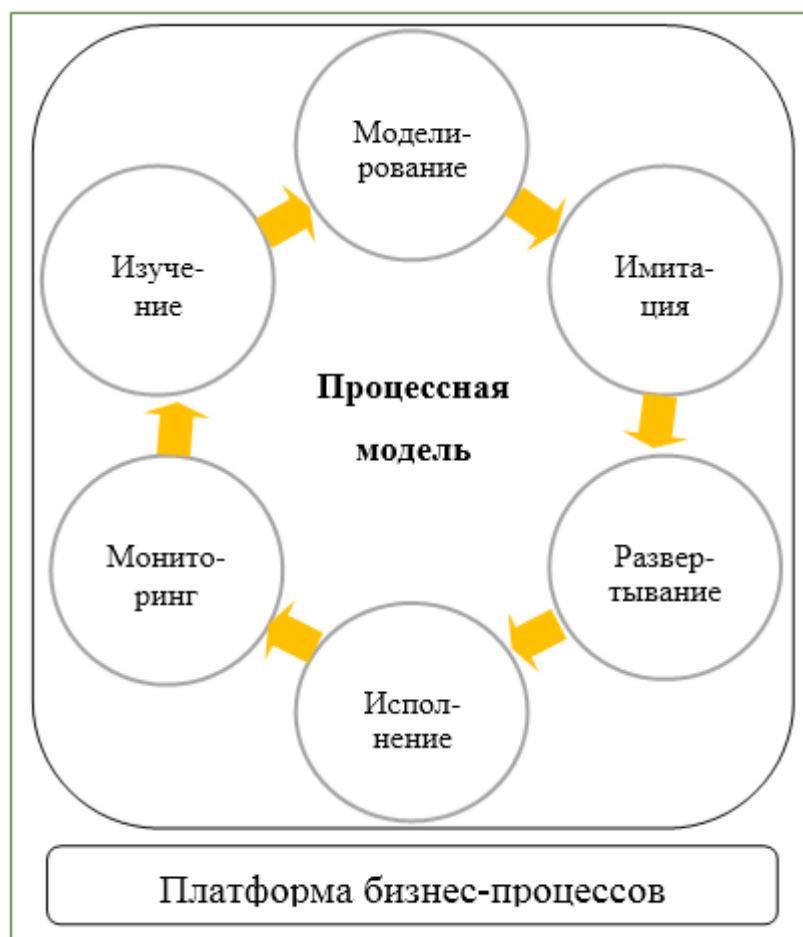 Модели-
рование
Имита-
ция
Развер-
тывание
Испол-
нение
Монито-
ринг
Изуче-
ние
Процессная
модель
Платформа бизнес-процессов